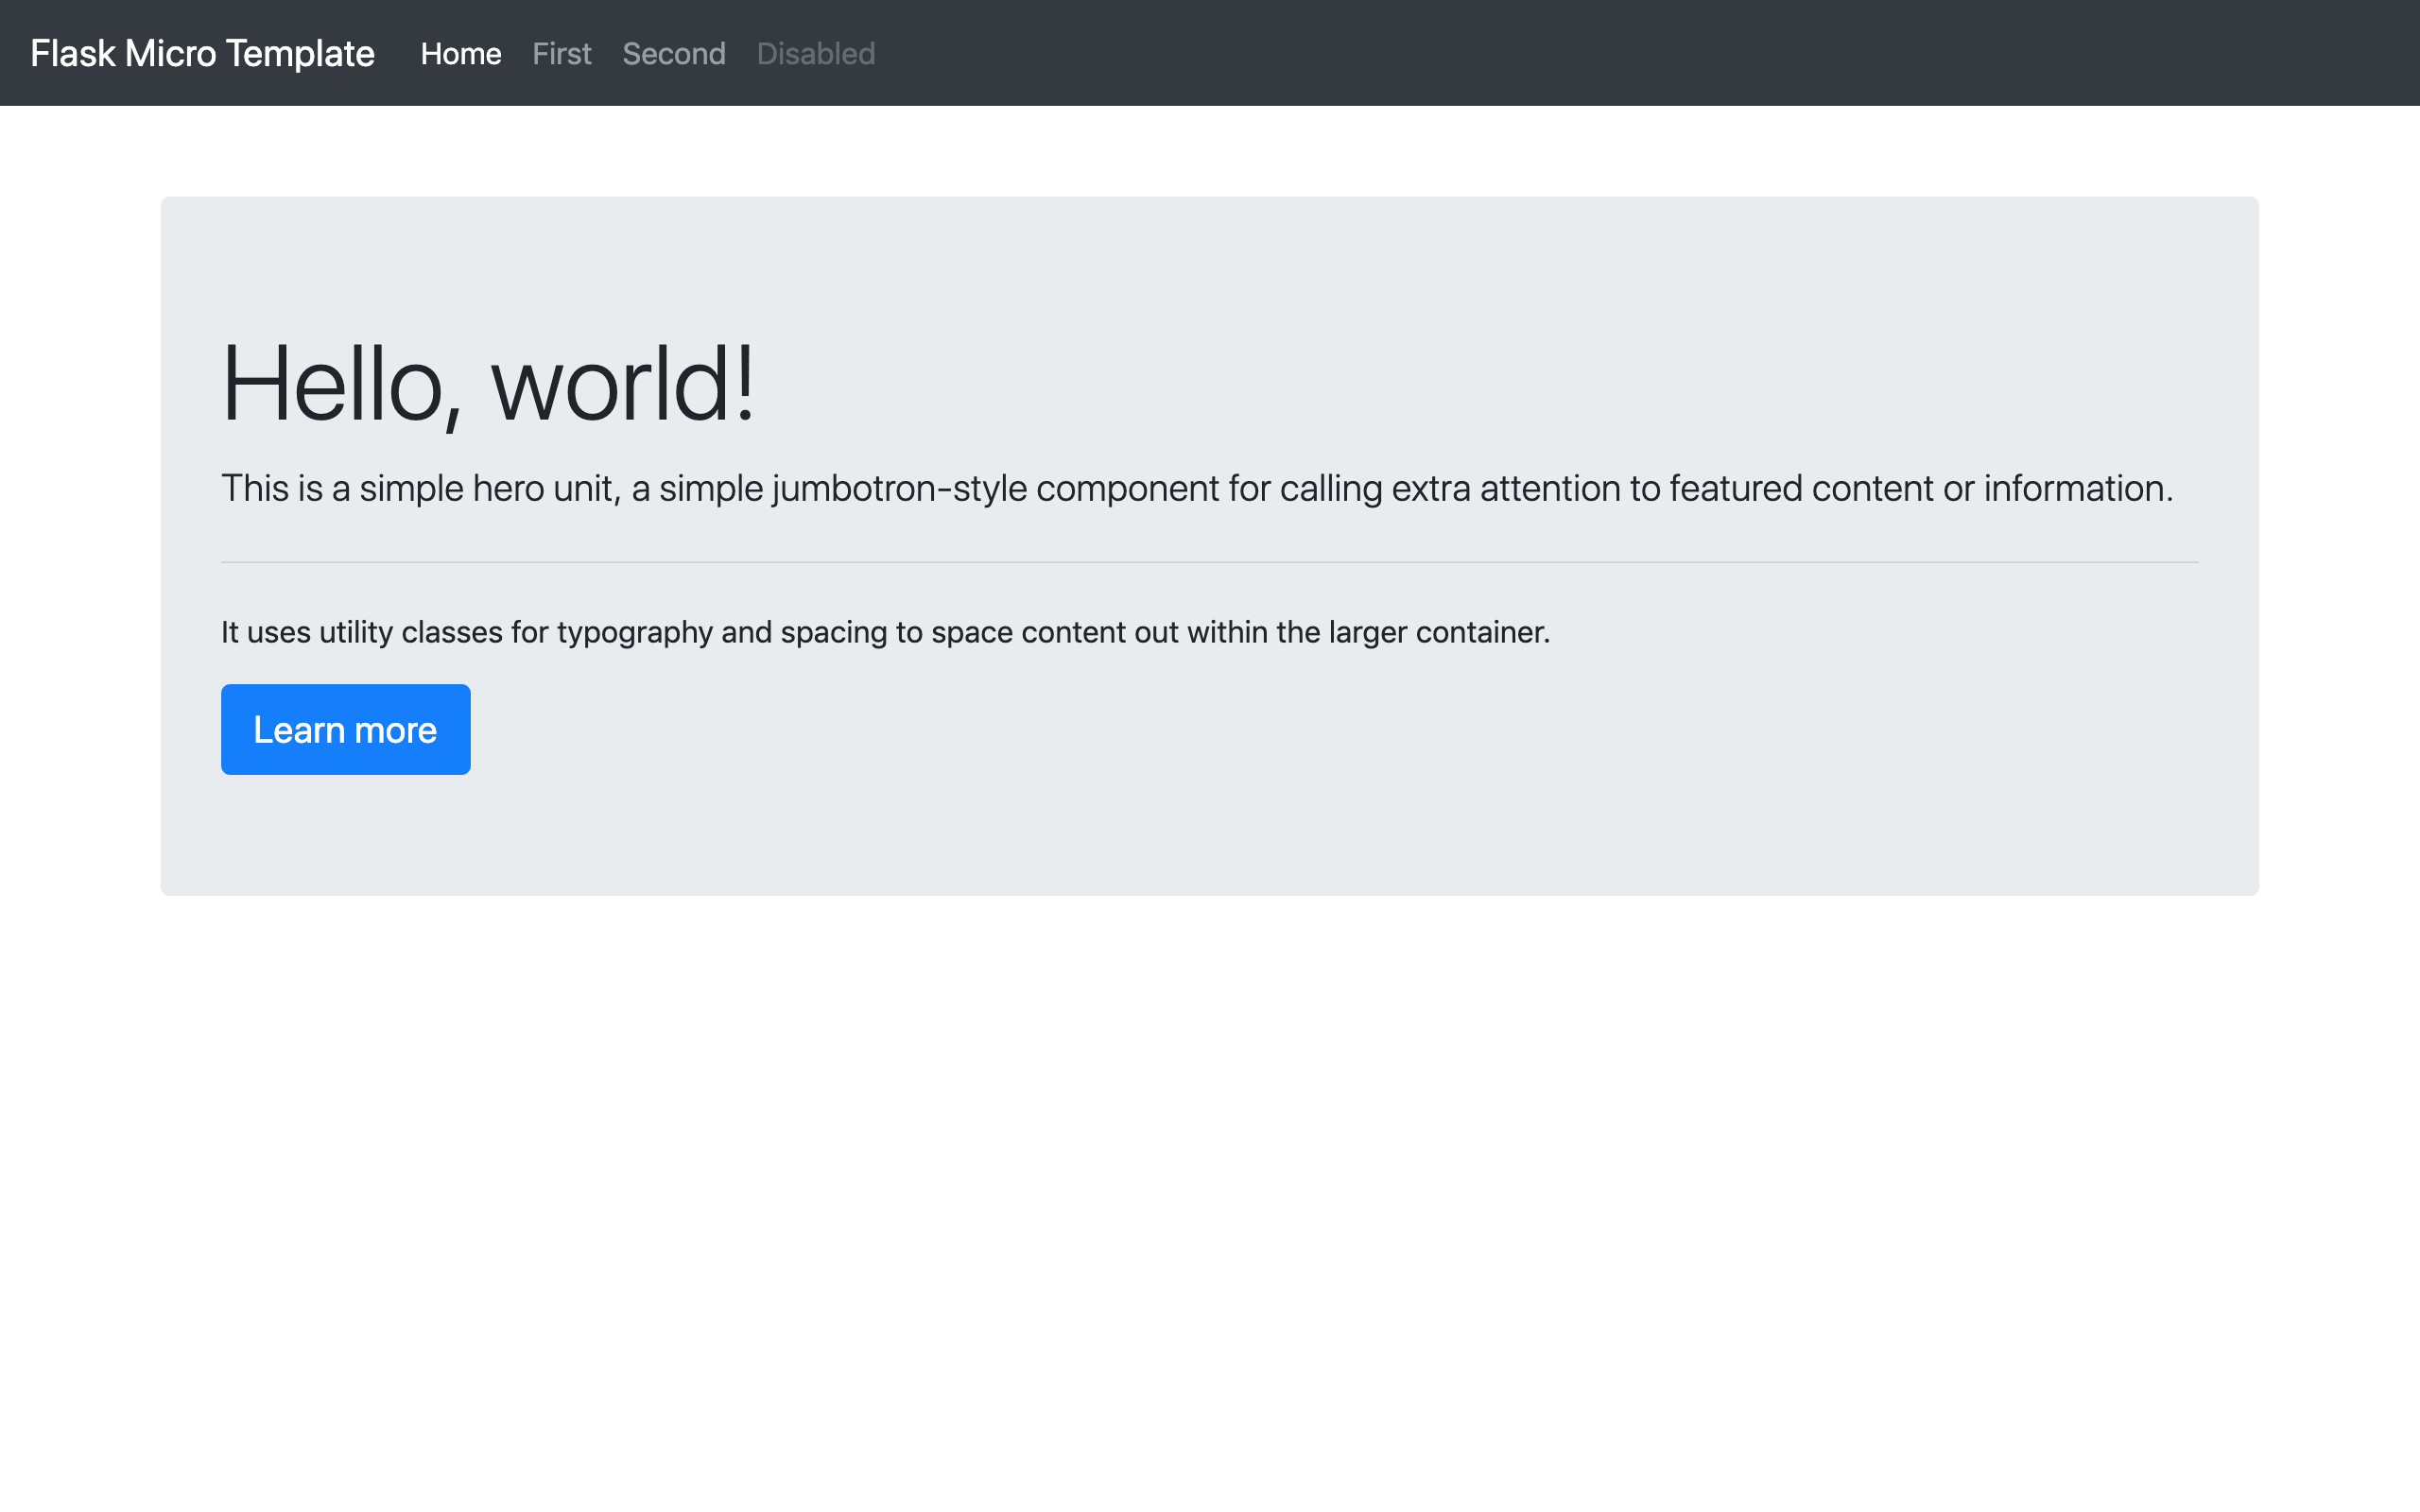 Flask Micro Template Home First Second Disabled
Hello, world!
This is a simple hero unit, a simple jumbotron-style component for calling extra attention to featured content or information.
It uses utility classes for typography and spacing to space content out within the larger container.
Learn more